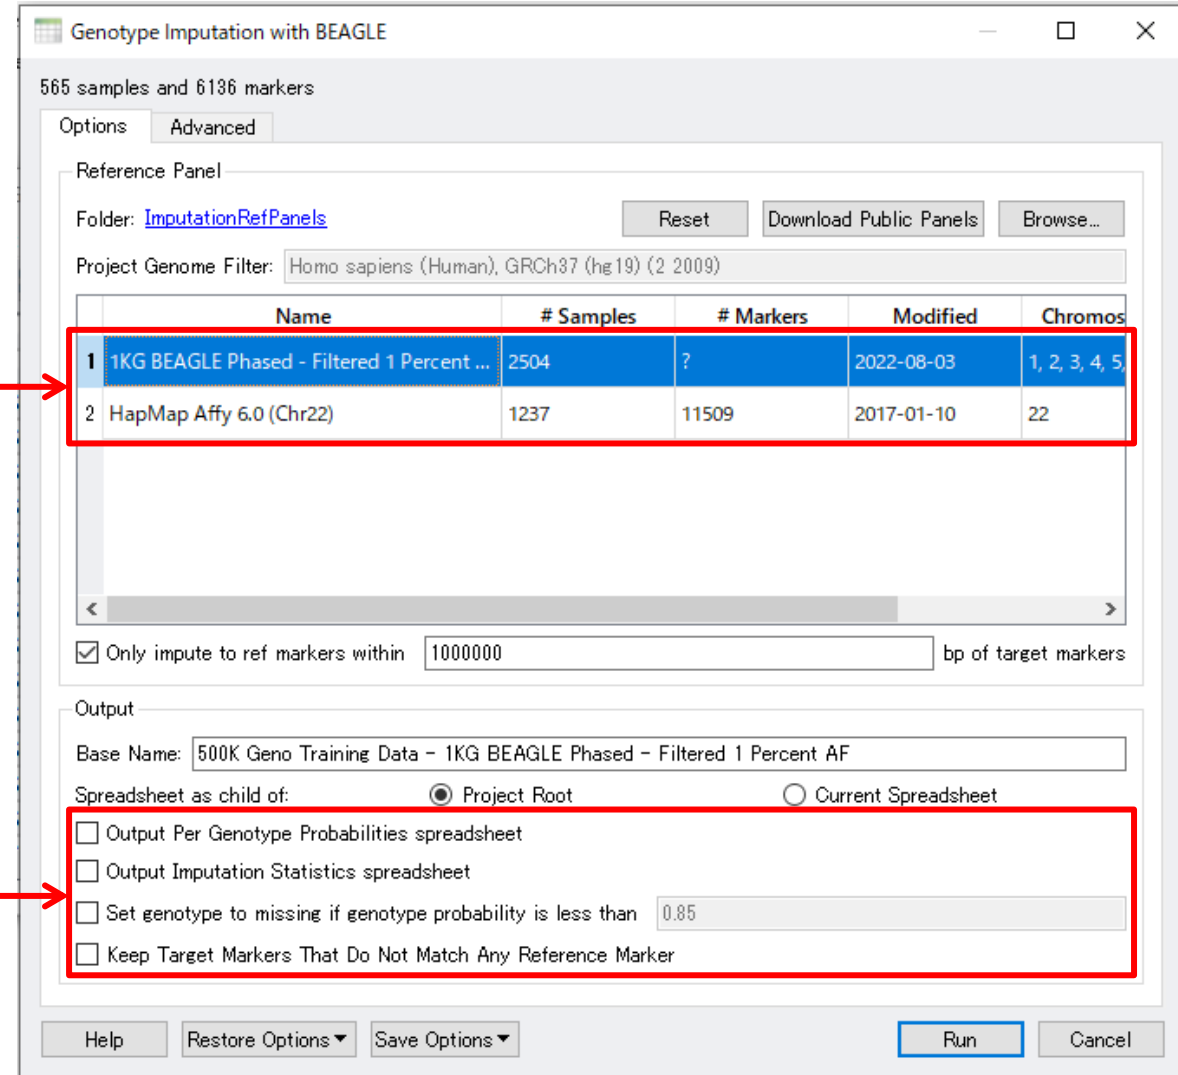 Genotype Imputation with BEAGLE
565 samples and 6136 markers
Options Advanced
Reference Panel
Folder: ImputationRefPanels Reset Download Public Panels Browse...
Project Genome Filter: Homo sapiens (Human), GRCh37 (hg19) (2 2009)
Name # Samples # Markers Modified Chromos
1 1KG BEAGLE Phased - Filtered 1 Percent ... 2504 ? 2022-08-03 1, 2, 3, 4, 5,
2 HapMap Affy 6.0 (Chr22) 1237 11509 2017-01-10 22
Only impute to ref markers within 1000000 bp of target markers
Output
Base Name: 500K Geno Training Data - 1KG BEAGLE Phased - Filtered 1 Percent AF
Spreadsheet as child of: Project Root Current Spreadsheet
Output Per Genotype Probabilities spreadsheet
Output Imputation Statistics spreadsheet
Set genotype to missing if genotype probability is less than 0.85
Keep Target Markers That Do Not Match Any Reference Marker
Help Restore Options Save Options Run Cancel